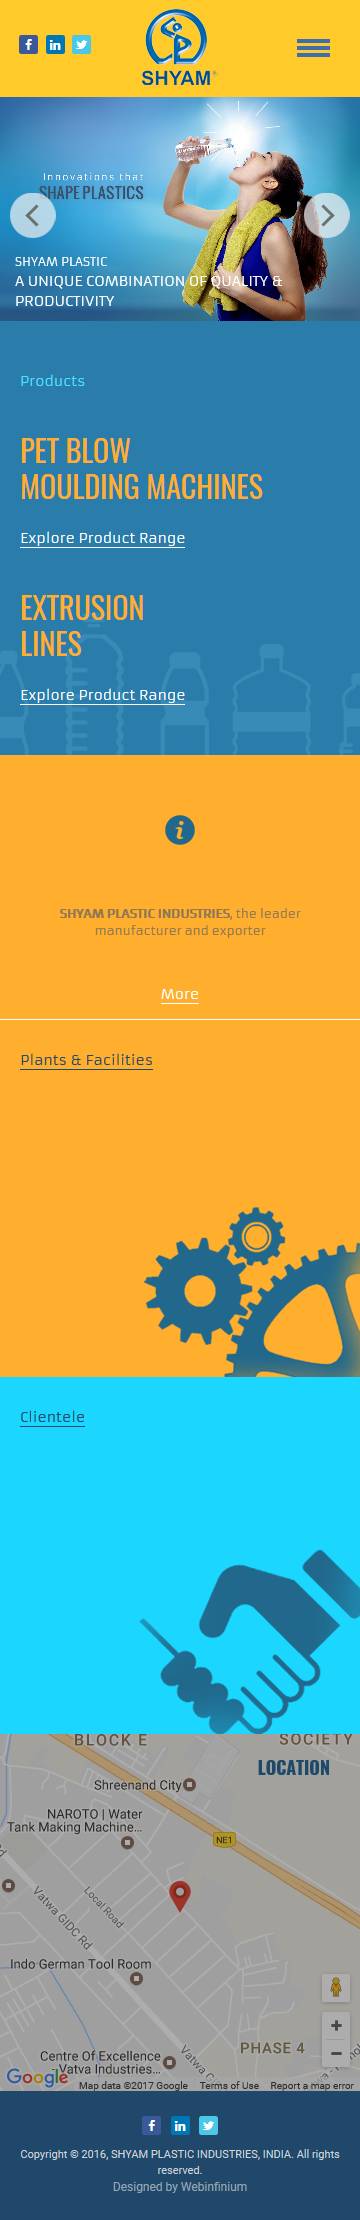 SHYAM
Innovations that
SHAPE PLASTICS
SHYAM PLASTIC
A UNIQUE COMBINATION OF QUALITY &
PRODUCTIVITY
Products
PET BLOW
MOULDING MACHINES
Explore Product Range
EXTRUSION
LINES
Explore Product Range
SHYAM PLASTIC INDUSTRIES, the leader
manufacturer and exporter
More
Plants & Facilities
Clientele
BLOCK E
SOCIETY
LOCATION
Shreenand City
NAROTO | Water
Tank Making Machine...
NE1
Local Road
Vatwa GIDC Rd
Indo German Tool Room
PHASE 4
Centre Of Excellence -
Vatva Industries...
Vatwa
Google
Map data ©2017 Google Terms of Use Report a map error
Copyright © 2016, SHYAM PLASTIC INDUSTRIES, INDIA. All rights
reserved.
Designed by Webinfinium